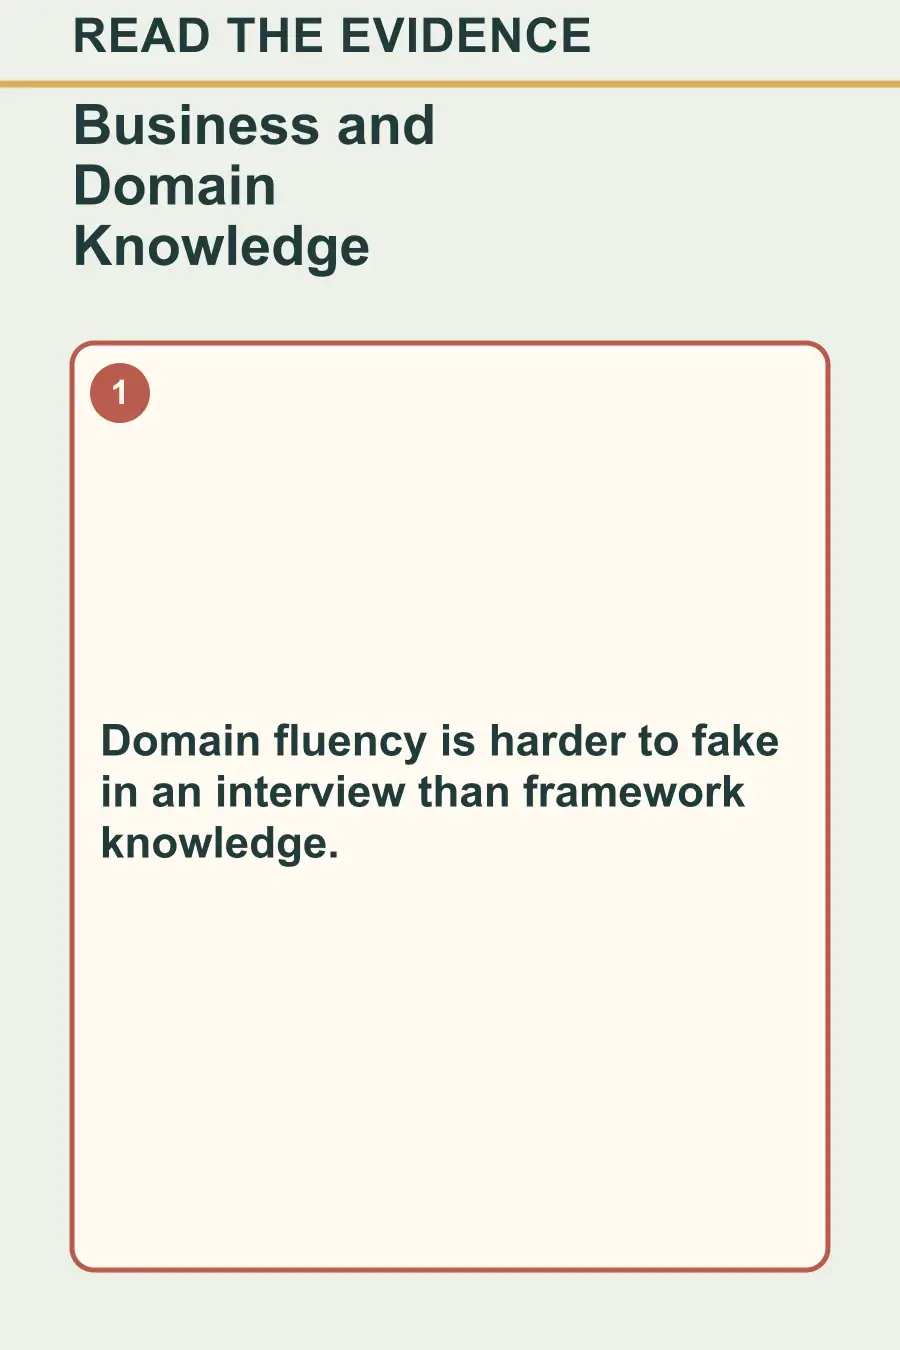 READ THE EVIDENCE
Business and
Domain
Knowledge
1
Domain fluency is harder to fake
in an interview than framework
knowledge.